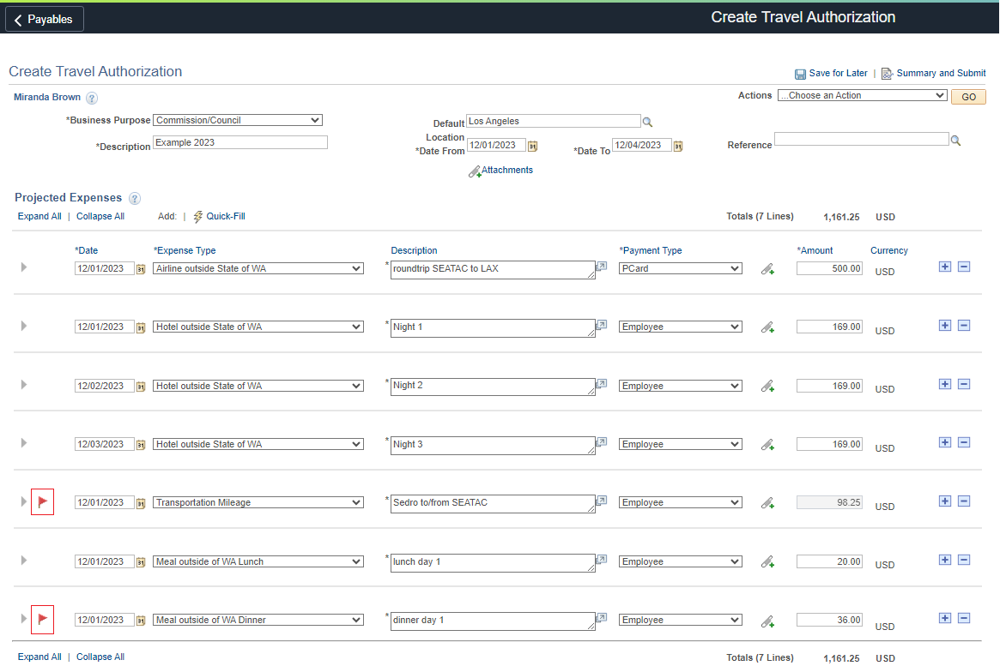 Payables
Create Travel Authorization
Create Travel Authorization
Save for Later | Summary and Submit
Miranda Brown ?
Actions ...Choose an Action GO
*Business Purpose Commission/Council
Default Location Los Angeles
*Description Example 2023
*Date From 12/01/2023 31 *Date To 12/04/2023 31
Reference
Attachments
Projected Expenses ?
Expand All | Collapse All Add: | Quick-Fill Totals (7 Lines) 1,161.25 USD
*Date *Expense Type Description *Payment Type *Amount Currency
12/01/2023 31 Airline outside State of WA * roundtrip SEATAC to LAX PCard 500.00 USD
12/01/2023 31 Hotel outside State of WA * Night 1 Employee 169.00 USD
12/02/2023 31 Hotel outside State of WA * Night 2 Employee 169.00 USD
12/03/2023 31 Hotel outside State of WA * Night 3 Employee 169.00 USD
12/01/2023 31 Transportation Mileage * Sedro to/from SEATAC Employee 98.25 USD
12/01/2023 31 Meal outside of WA Lunch * lunch day 1 Employee 20.00 USD
12/01/2023 31 Meal outside of WA Dinner * dinner day 1 Employee 36.00 USD
Expand All | Collapse All Totals (7 Lines) 1,161.25 USD